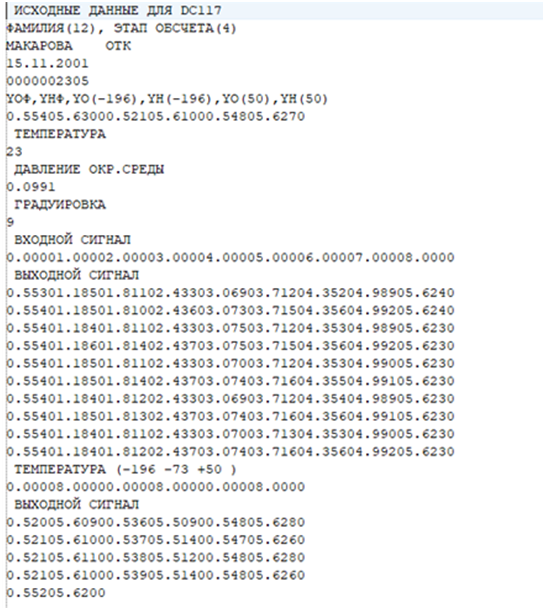 ИСХОДНЫЕ ДАННЫЕ ДЛЯ DC117
ФАМИЛИЯ(12), ЭТАП ОБСЧЕТА(4)
МАКАРОВА    ОТК
15.11.2001
0000002305
YОФ,YНФ,YО(-196),YН(-196),YО(50),YН(50)
0.55405.63000.52105.61000.54805.6270
ТЕМПЕРАТУРА
23
ДАВЛЕНИЕ ОКР.СРЕДЫ
0.0991
ГРАДУИРОВКА
9
ВХОДНОЙ СИГНАЛ
0.00001.00002.00003.00004.00005.00006.00007.00008.0000
ВЫХОДНОЙ СИГНАЛ
0.55301.18501.81102.43303.06903.71204.35204.98905.6240
0.55401.18501.81002.43603.07303.71504.35604.99205.6240
0.55401.18401.81102.43303.07503.71204.35304.98905.6230
0.55401.18601.81402.43703.07503.71504.35604.99205.6230
0.55401.18501.81102.43303.07003.71204.35304.99005.6230
0.55401.18501.81402.43703.07403.71604.35504.99105.6230
0.55401.18401.81202.43303.06903.71204.35404.98905.6230
0.55401.18501.81302.43703.07403.71604.35604.99105.6230
0.55401.18401.81102.43303.07003.71304.35304.99005.6230
0.55401.18401.81202.43703.07403.71604.35604.99205.6230
ТЕМПЕРАТУРА (-196 -73 +50 )
0.00008.00000.00008.00000.00008.0000
ВЫХОДНОЙ СИГНАЛ
0.52005.60900.53605.50900.54805.6280
0.52105.61000.53705.51400.54705.6260
0.52105.61100.53805.51200.54805.6280
0.52105.61000.53905.51400.54805.6260
0.55205.6200